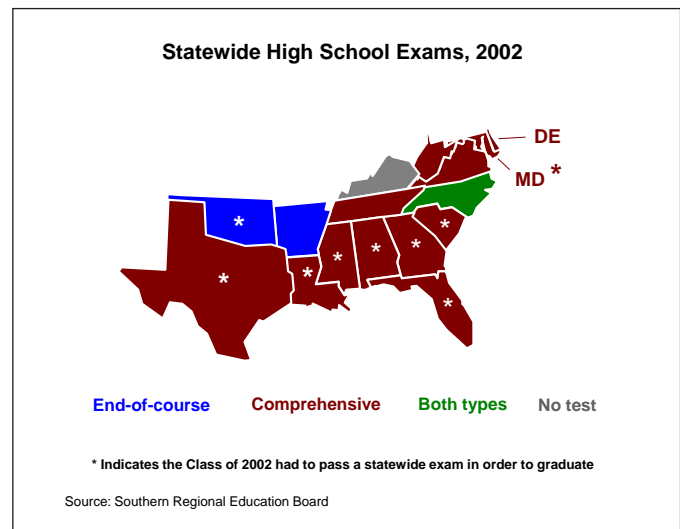 Statewide High School Exams, 2002
DE
MD *
*
*
*
*
*
*
*
*
End-of-course Comprehensive Both types No test
* Indicates the Class of 2002 had to pass a statewide exam in order to graduate
Source: Southern Regional Education Board